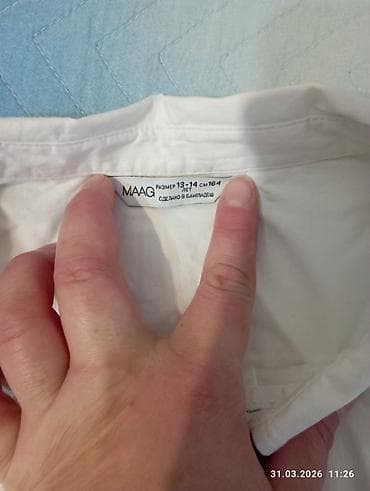 MAAG РАЗМЕР 13-14 СМ 164
ЛЕТ
СДЕЛАНО В БАНГЛАДЕШ
31.03.2026 11:26